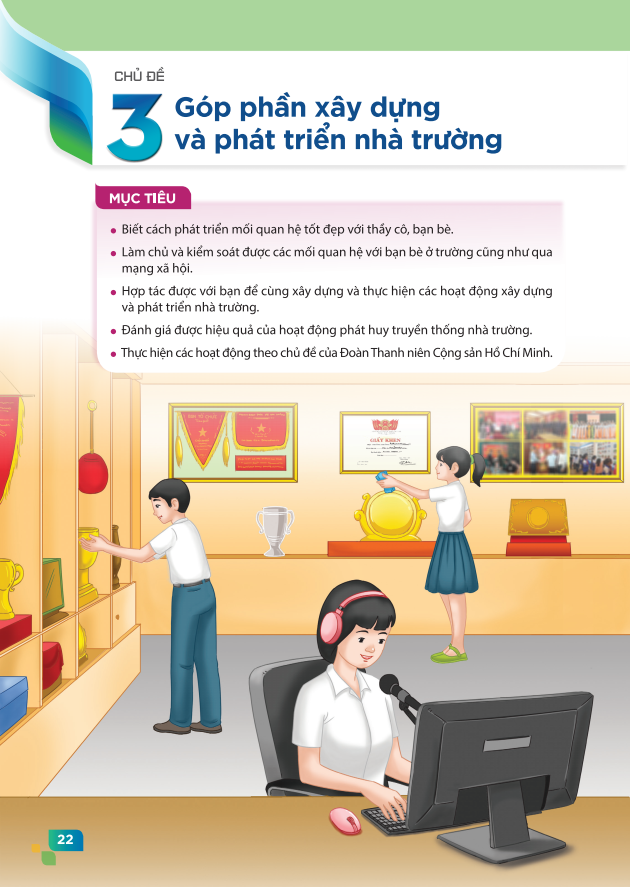 CHỦ ĐỀ
3
Góp phần xây dựng
và phát triển nhà trường
MỤC TIÊU
● Biết cách phát triển mối quan hệ tốt đẹp với thầy cô, bạn bè.
● Làm chủ và kiểm soát được các mối quan hệ với bạn bè ở trường cũng như qua
mạng xã hội.
● Hợp tác được với bạn để cùng xây dựng và thực hiện các hoạt động xây dựng
và phát triển nhà trường.
● Đánh giá được hiệu quả của hoạt động phát huy truyền thống nhà trường.
● Thực hiện các hoạt động theo chủ đề của Đoàn Thanh niên Cộng sản Hồ Chí Minh.
GIẤY KHEN
22